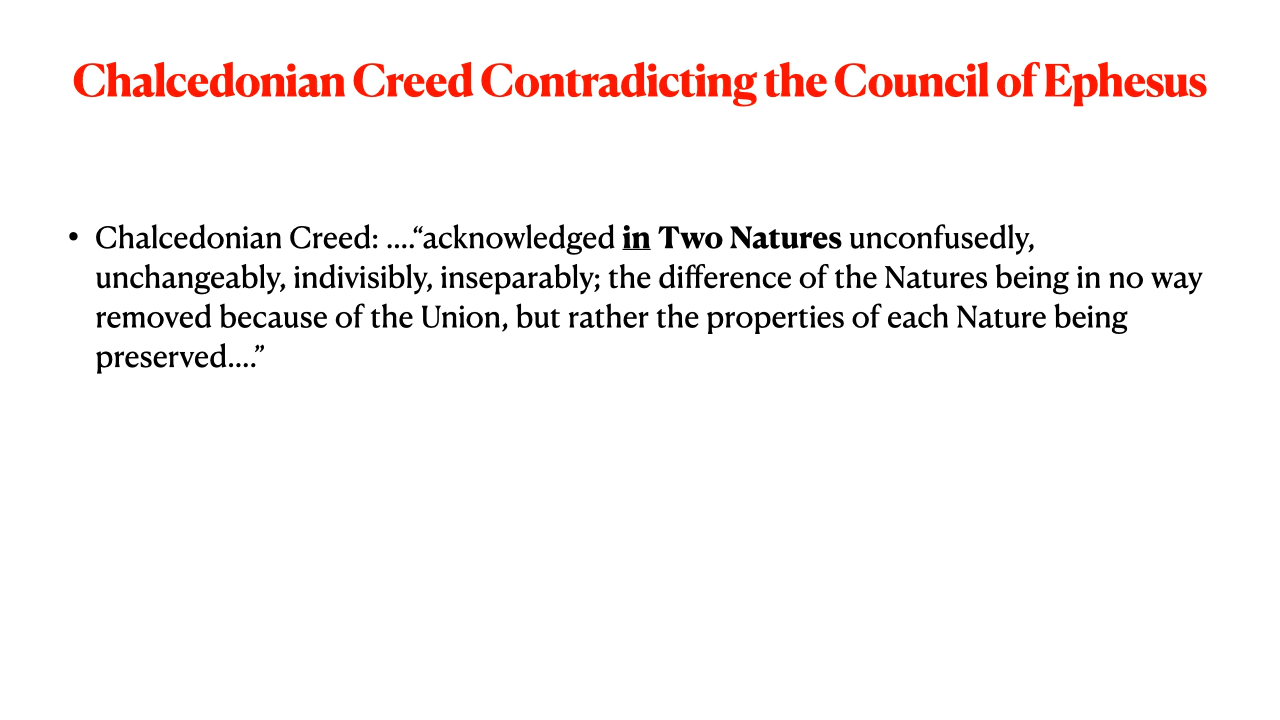 Chalcedonian Creed Contradicting the Council of Ephesus
• Chalcedonian Creed: ....“acknowledged in Two Natures unconfusedly,
unchangeably, indivisibly, inseparably; the difference of the Natures being in no way
removed because of the Union, but rather the properties of each Nature being
preserved....”